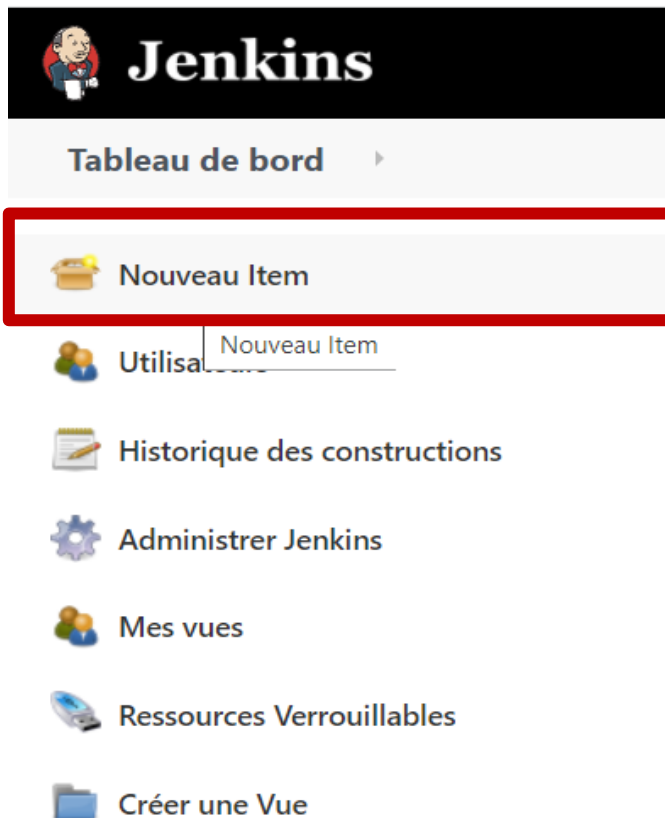 Jenkins
Tableau de bord
Nouveau Item
Nouveau Item
Historique des constructions
Administrer Jenkins
Mes vues
Ressources Verrouillables
Créer une Vue